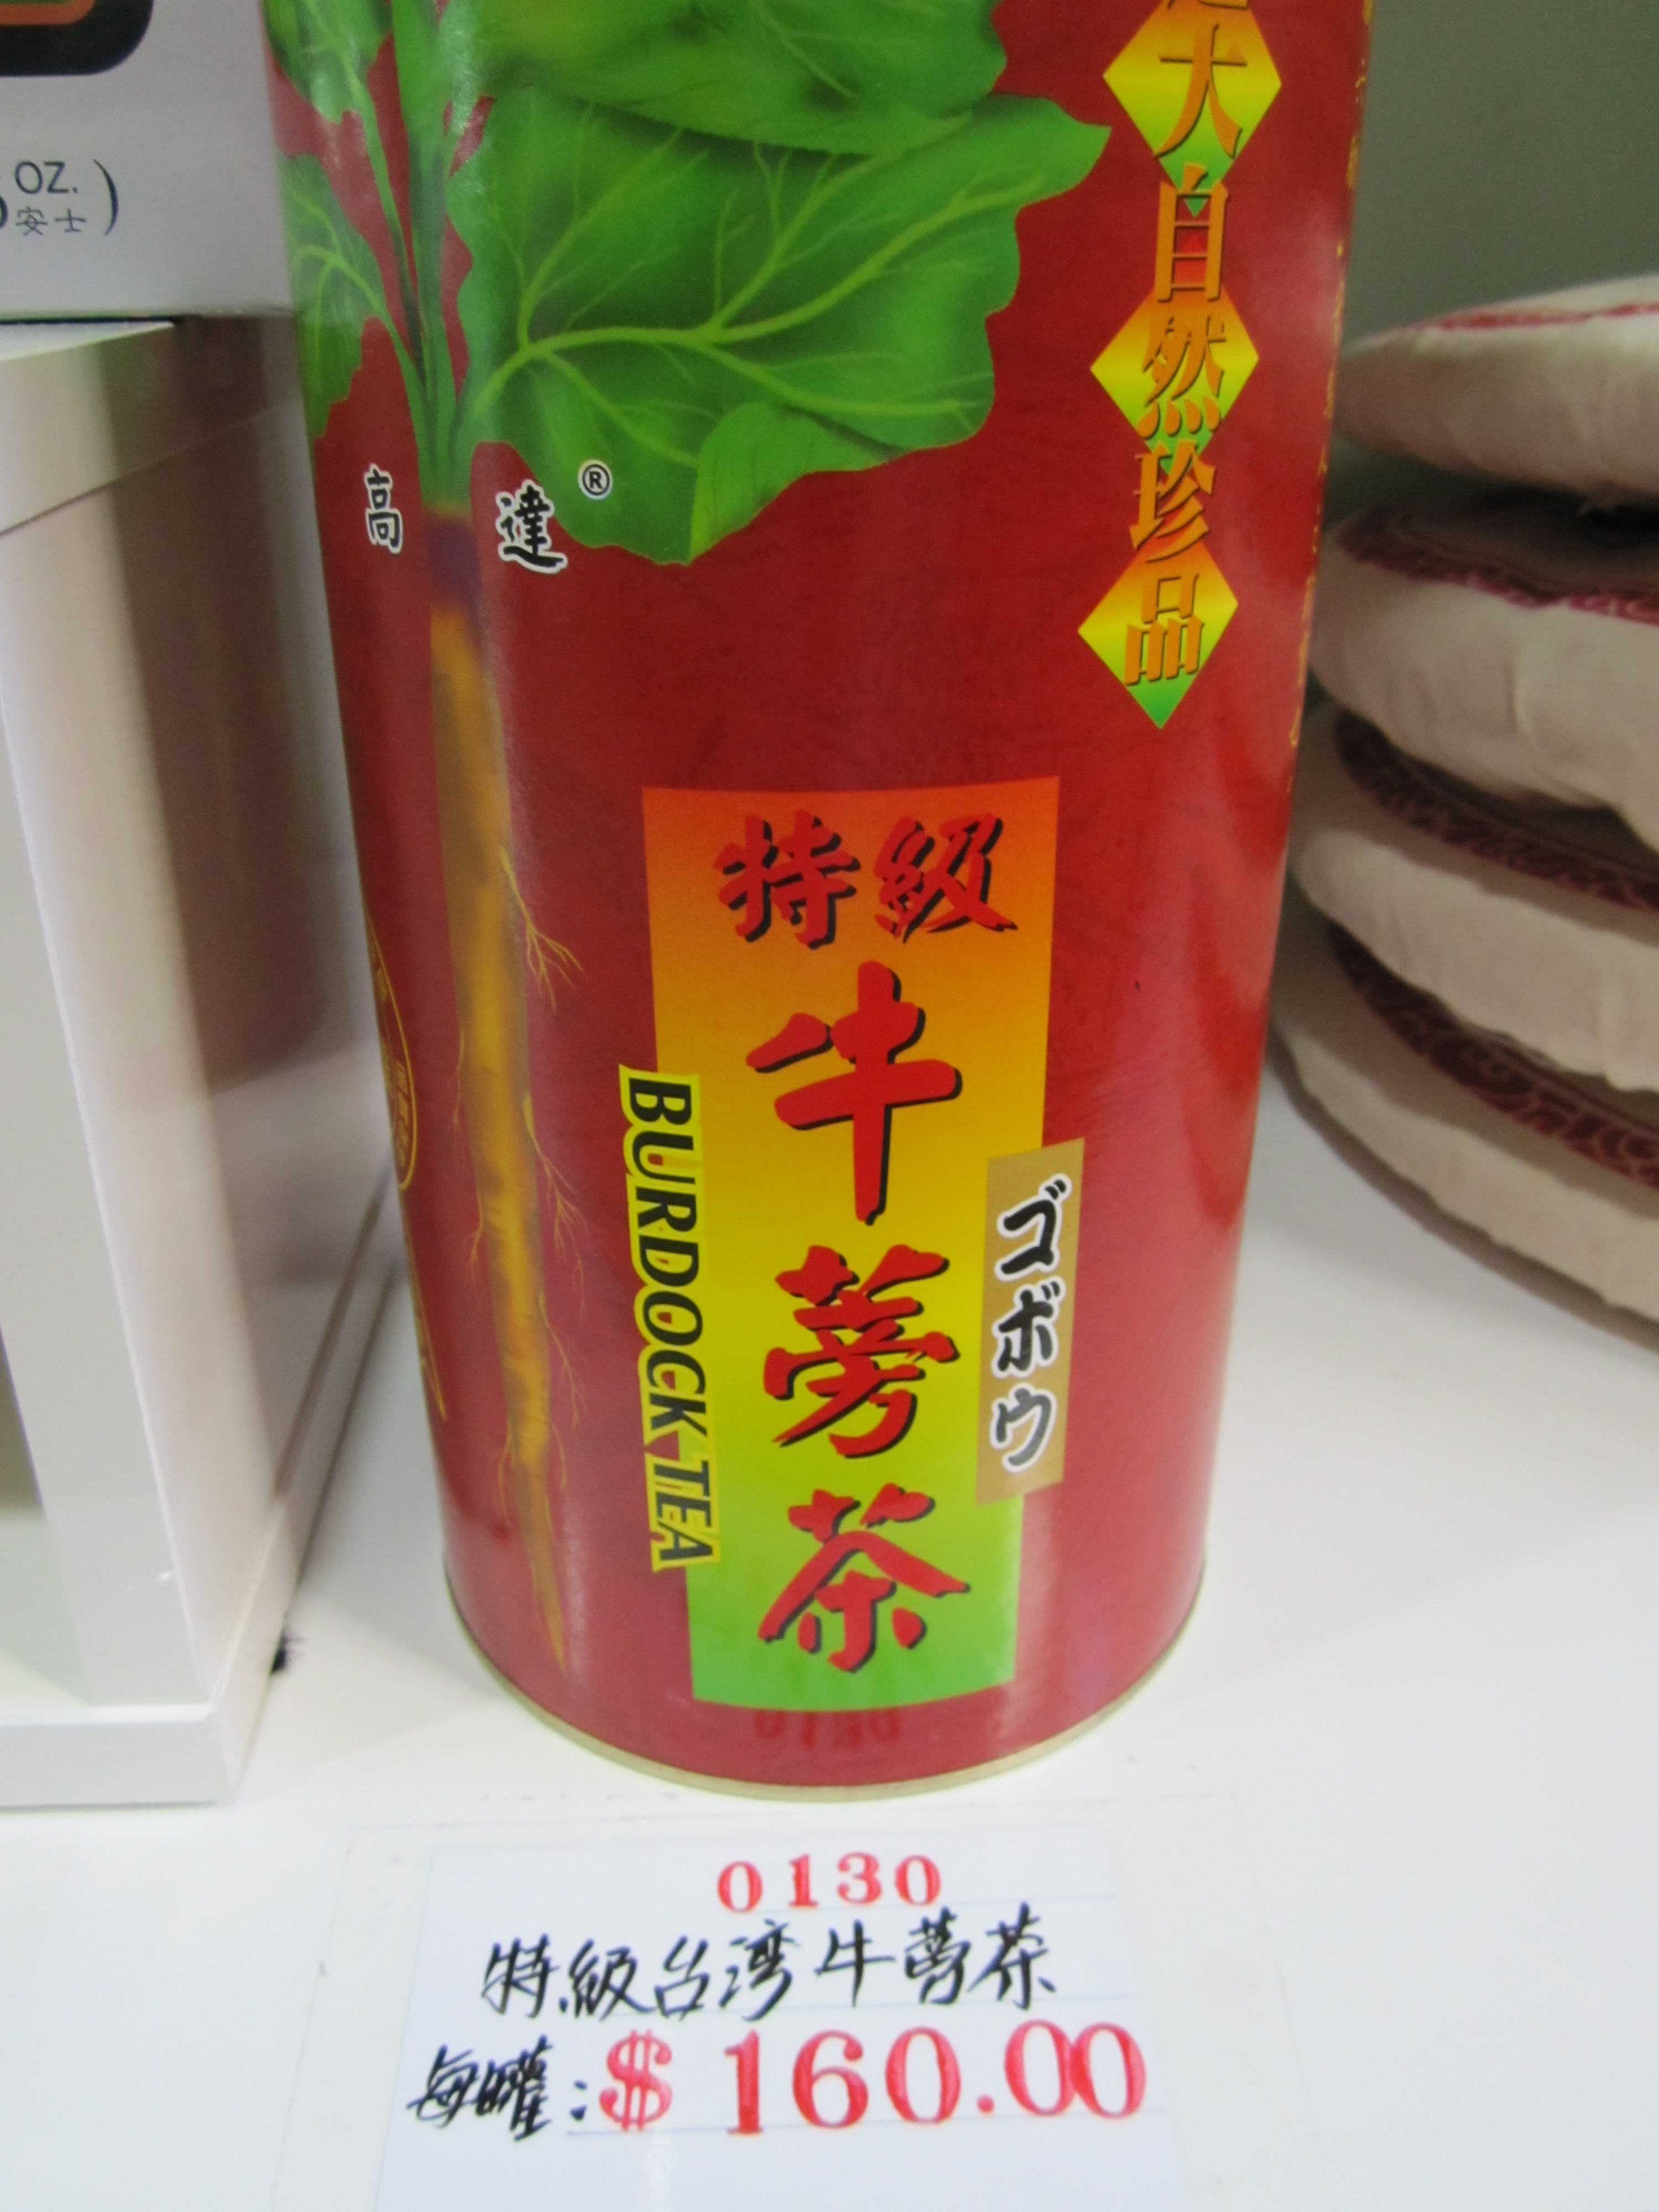 OZ.
安士)
大自然珍品
高達®
特級
牛蒡茶
BURDOCK TEA
ゴボウ
0130
特級台湾牛蒡茶
每罐:$160.00